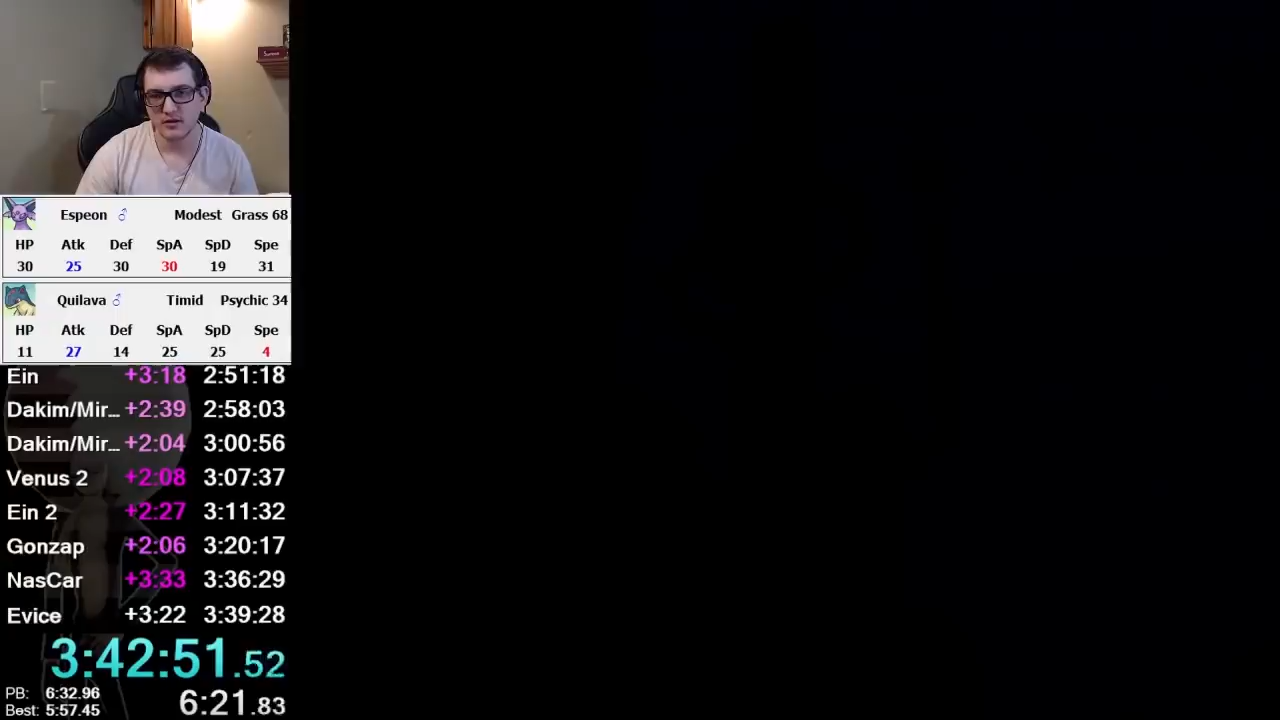 Espeon ♂ Modest Grass 68
HP Atk Def SpA SpD Spe
30 25 30 30 19 31
Quilava ♂ Timid Psychic 34
HP Atk Def SpA SpD Spe
11 27 14 25 25 4
Ein +3:18 2:51:18
Dakim/Mir... +2:39 2:58:03
Dakim/Mir... +2:04 3:00:56
Venus 2 +2:08 3:07:37
Ein 2 +2:27 3:11:32
Gonzap +2:06 3:20:17
NasCar +3:33 3:36:29
Evice +3:22 3:39:28
3:42:51.52
PB: 6:32.96
Best: 5:57.45
6:21.83